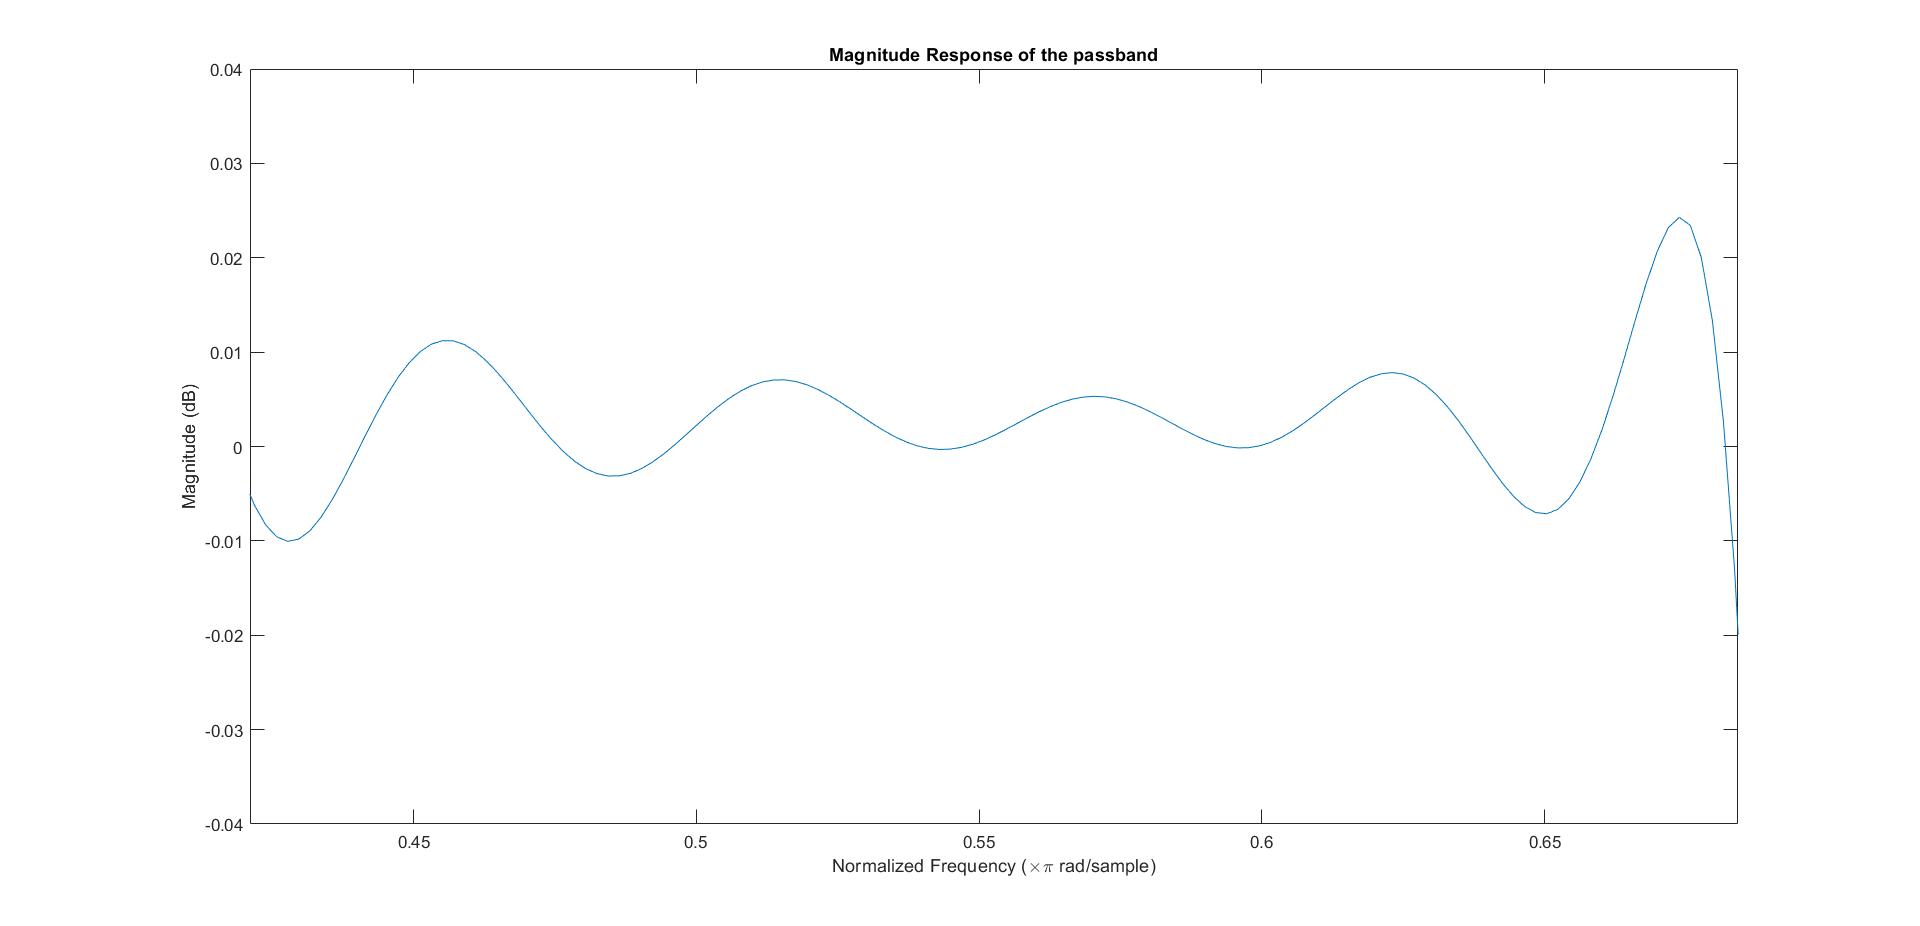 Magnitude Response of the passband
0.04
0.03
0.02
0.01
0
-0.01
-0.02
-0.03
-0.04
Magnitude (dB)
0.45 0.5 0.55 0.6 0.65
Normalized Frequency (×π rad/sample)